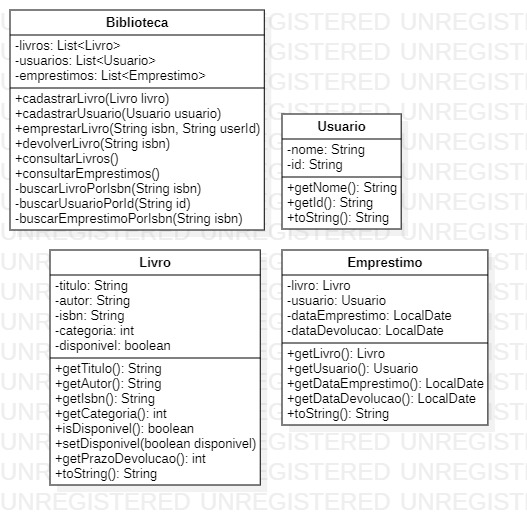 Biblioteca
-livros: List<Livro>
-usuarios: List<Usuario>
-emprestimos: List<Emprestimo>
+cadastrarLivro(Livro livro)
+cadastrarUsuario(Usuario usuario)
+emprestarLivro(String isbn, String userId)
+devolverLivro(String isbn)
+consultarLivros()
+consultarEmprestimos()
-buscarLivroPorIsbn(String isbn)
-buscarUsuarioPorId(String id)
-buscarEmprestimoPorIsbn(String isbn)
Usuario
-nome: String
-id: String
+getNome(): String
+getId(): String
+toString(): String
Livro
-titulo: String
-autor: String
-isbn: String
-categoria: int
-disponivel: boolean
+getTitulo(): String
+getAutor(): String
+getIsbn(): String
+getCategoria(): int
+isDisponivel(): boolean
+setDisponivel(boolean disponivel)
+getPrazoDevolucao(): int
+toString(): String
Emprestimo
-livro: Livro
-usuario: Usuario
-dataEmprestimo: LocalDate
-dataDevolucao: LocalDate
+getLivro(): Livro
+getUsuario(): Usuario
+getDataEmprestimo(): LocalDate
+getDataDevolucao(): LocalDate
+toString(): String
UNREGISTERED UNREGISTERED UNREGISTERED